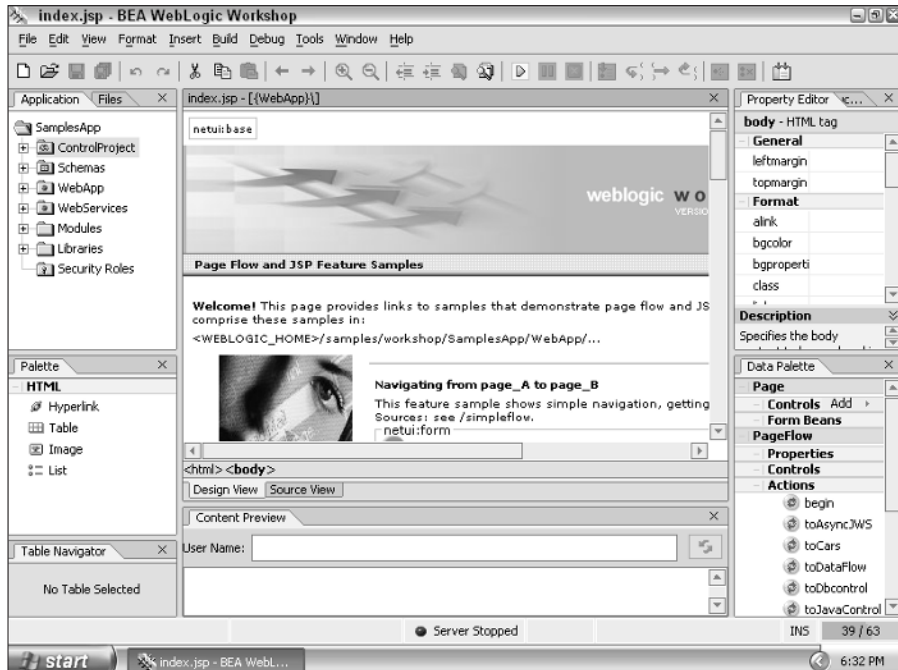 index.jsp - BEA WebLogic Workshop
File Edit View Format Insert Build Debug Tools Window Help
Application Files
SamplesApp
ControlProject
Schemas
WebApp
WebServices
Modules
Libraries
Security Roles
Palette
HTML
Hyperlink
Table
Image
List
Table Navigator
No Table Selected
index.jsp - [{WebApp}\]
netui:base
weblogic w o
VERSIO
Page Flow and JSP Feature Samples
Welcome! This page provides links to samples that demonstrate page flow and JS
comprise these samples in:
<WEBLOGIC_HOME>/samples/workshop/SamplesApp/WebApp/...
Navigating from page_A to page_B
This feature sample shows simple navigation, getting
Sources: see /simpleflow.
netui:form
<html> <body>
Design View Source View
Content Preview
User Name:
Property Editor
body - HTML tag
General
leftmargin
topmargin
Format
alink
bgcolor
bgproperti
class
Description
Specifies the body
Data Palette
Page
Controls Add
Form Beans
PageFlow
Properties
Controls
Actions
begin
toAsyncJWS
toCars
toDataFlow
toDbcontrol
toJavaControl
Server Stopped
INS 39 / 63
start
index.jsp - BEA WebL...
6:32 PM